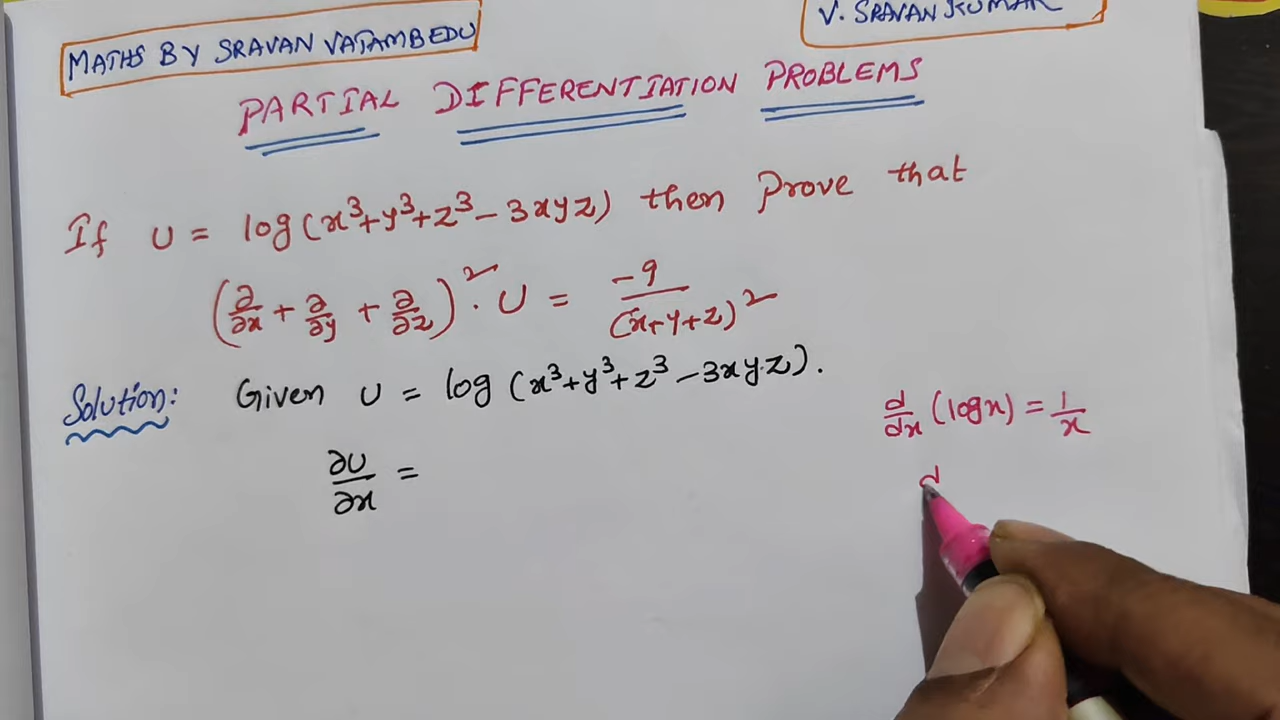 MATHS BY SRAVAN VATAMBEDU
V. SRAVAN KUMAR
PARTIAL DIFFERENTIATION PROBLEMS
If U = log(x³+y³+z³-3xyz) then Prove that
(∂/∂x + ∂/∂y + ∂/∂z)². U = -9/(x+y+z)²
Solution: Given U = log (x³+y³+z³-3xyz).
d/dx (logx) = 1/x
∂U/∂x =
d